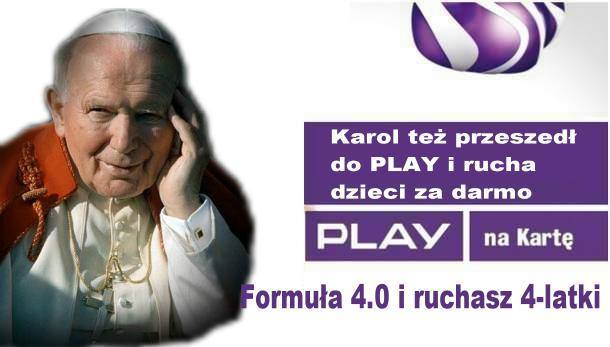 Karol też przeszedł
do PLAY i rucha
dzieci za darmo
PLAY na Kartę
Formuła 4.0 i ruchasz 4-latki